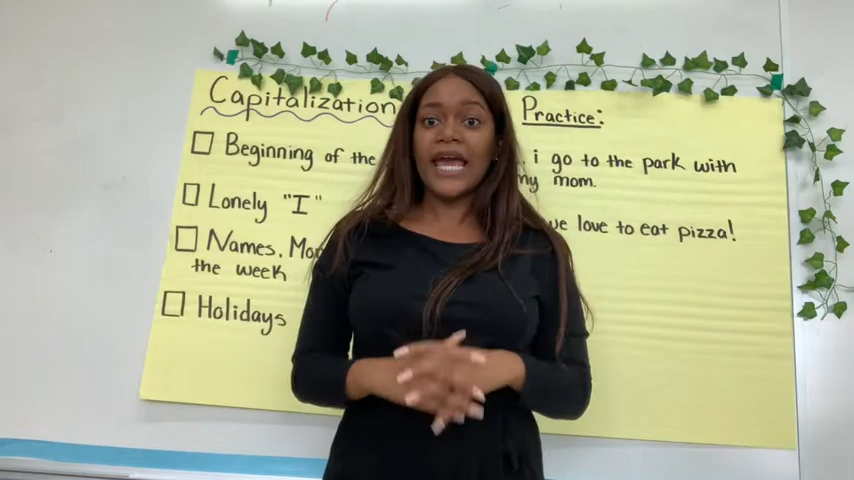 Capitalization
Beginning of the
Lonely "I"
Names.
the week
Holidays
Practice:
i go to the park with
my mom.
we love to eat pizza!